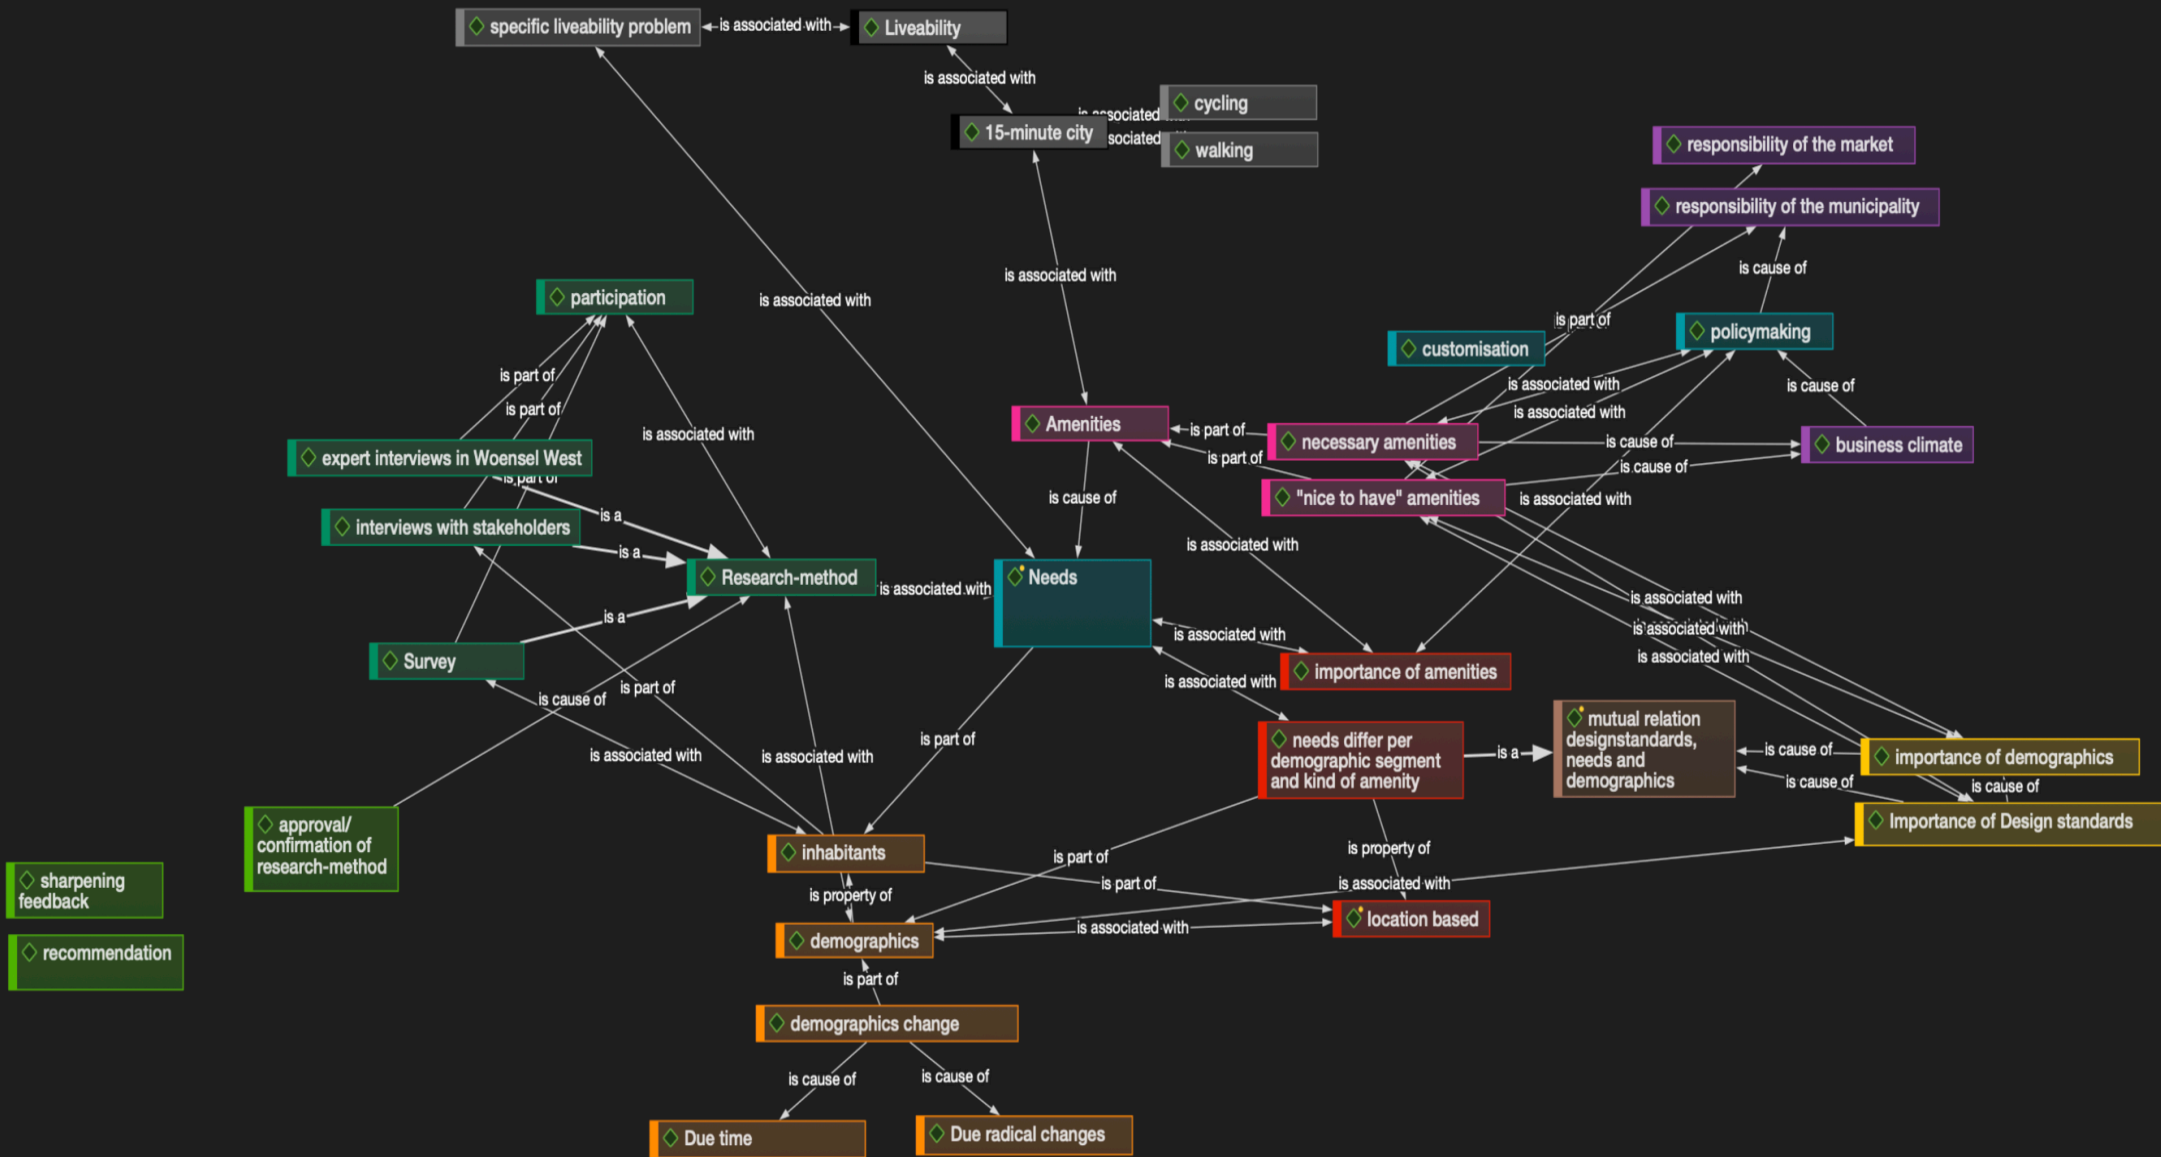 specific liveability problem
is associated with
Liveability
is associated with
cycling
is associated
15-minute city
associated
walking
responsibility of the market
responsibility of the municipality
is associated with
is cause of
participation
is associated with
is part of
customisation
policymaking
is part of
is associated with
is cause of
is part of
is associated with
Amenities
is part of
necessary amenities
is cause of
business climate
is associated with
expert interviews in Woensel West
is part of
is cause of
is part of
is cause of
"nice to have" amenities
is associated with
interviews with stakeholders
is a
is a
is associated with
Research-method
is associated with
Needs
is associated with
is a
is associated with
is associated with
is associated with
Survey
importance of amenities
is associated with
is part of
is cause of
is part of
needs differ per
demographic segment
and kind of amenity
is a
mutual relation
designstandards,
needs and
demographics
is cause of
importance of demographics
is associated with
is associated with
is cause of
is cause of
approval/
confirmation of
research-method
Importance of Design standards
inhabitants
is part of
is property of
sharpening
feedback
is property of
is part of
is associated with
location based
is associated with
demographics
recommendation
is part of
demographics change
is cause of
is cause of
Due time
Due radical changes